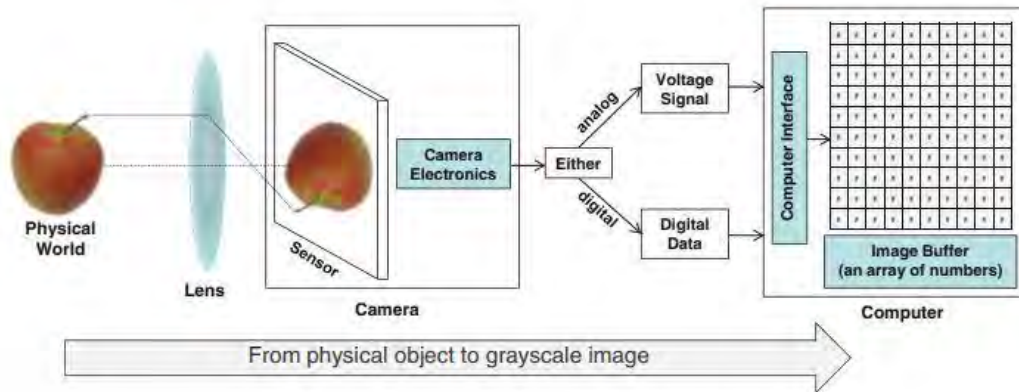 Physical
World
Lens
Sensor
Camera
Electronics
Camera
Either
analog
digital
Voltage
Signal
Digital
Data
Computer Interface
Image Buffer
(an array of numbers)
Computer
From physical object to grayscale image